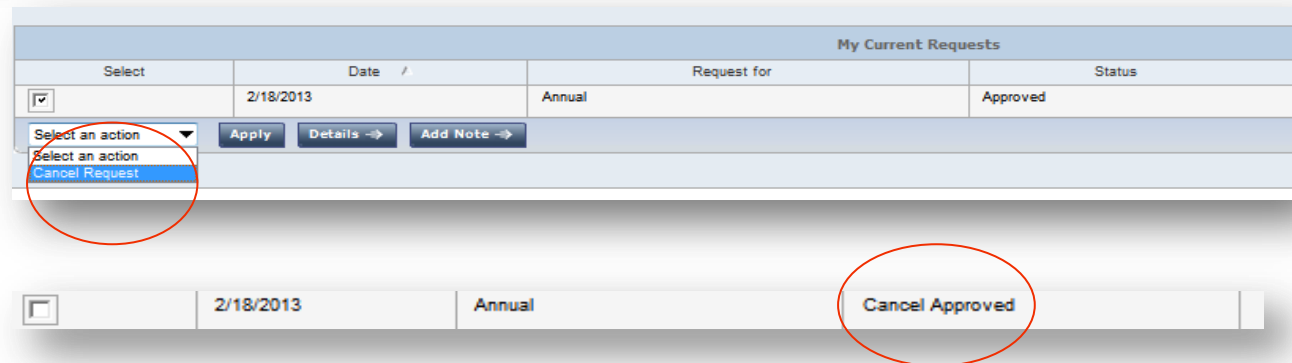 My Current Requests
Select Date Request for Status
2/18/2013 Annual Approved
Select an action Apply Details Add Note
Select an action
Cancel Request
2/18/2013 Annual Cancel Approved